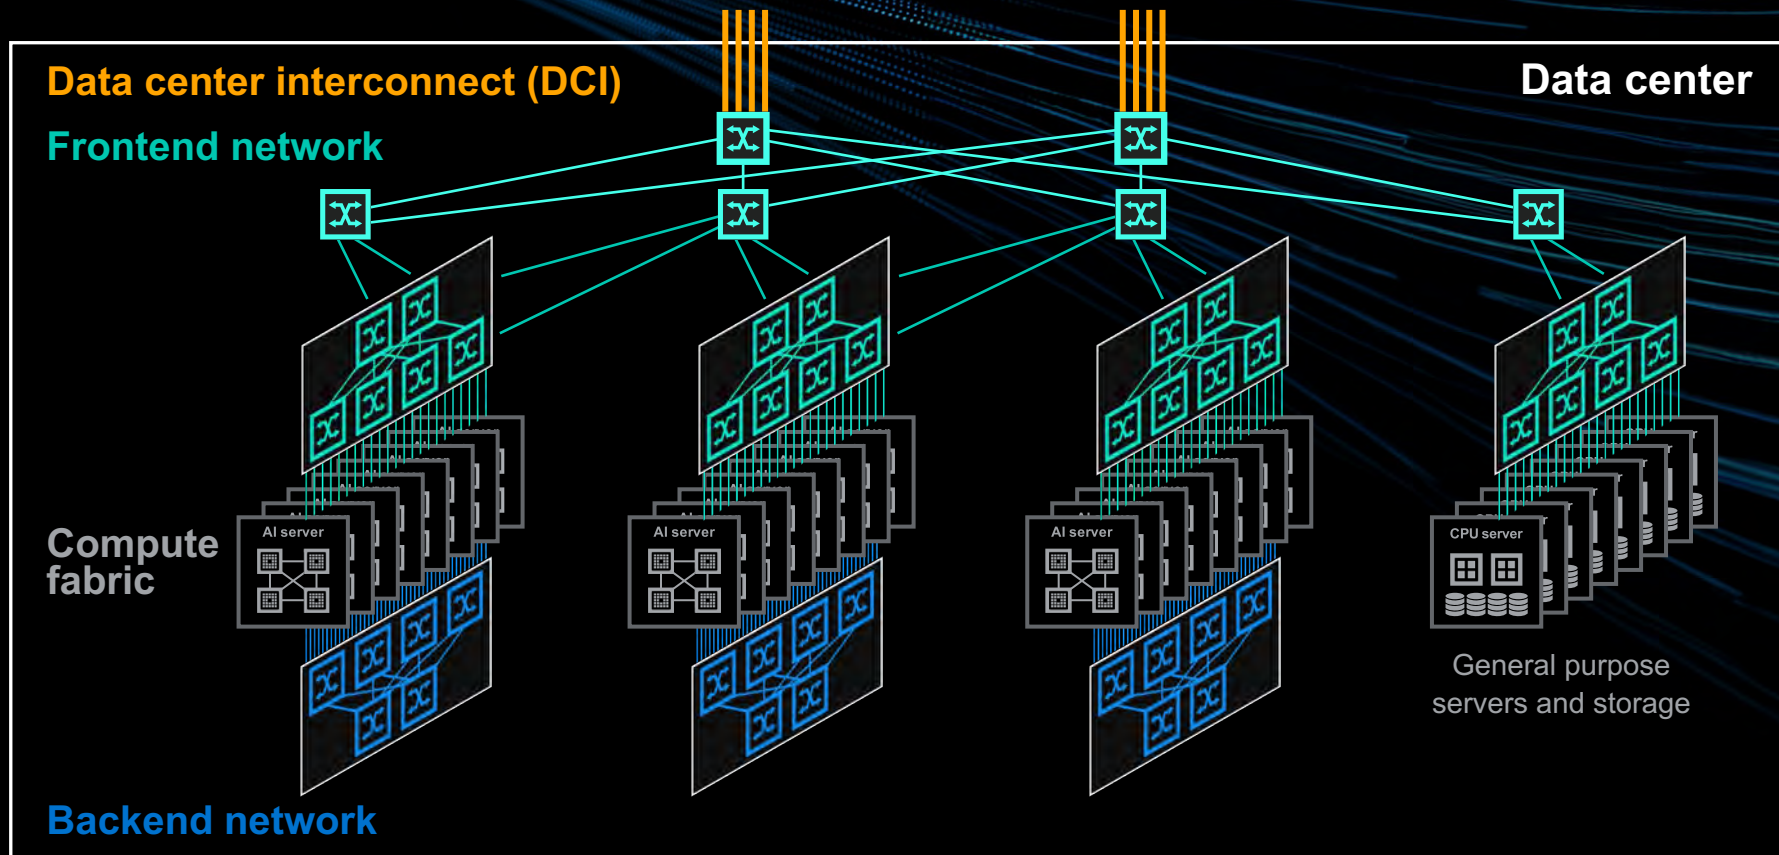 Data center interconnect (DCI)
Data center
Frontend network
Compute
fabric
AI server
AI server
AI server
CPU server
General purpose
servers and storage
Backend network